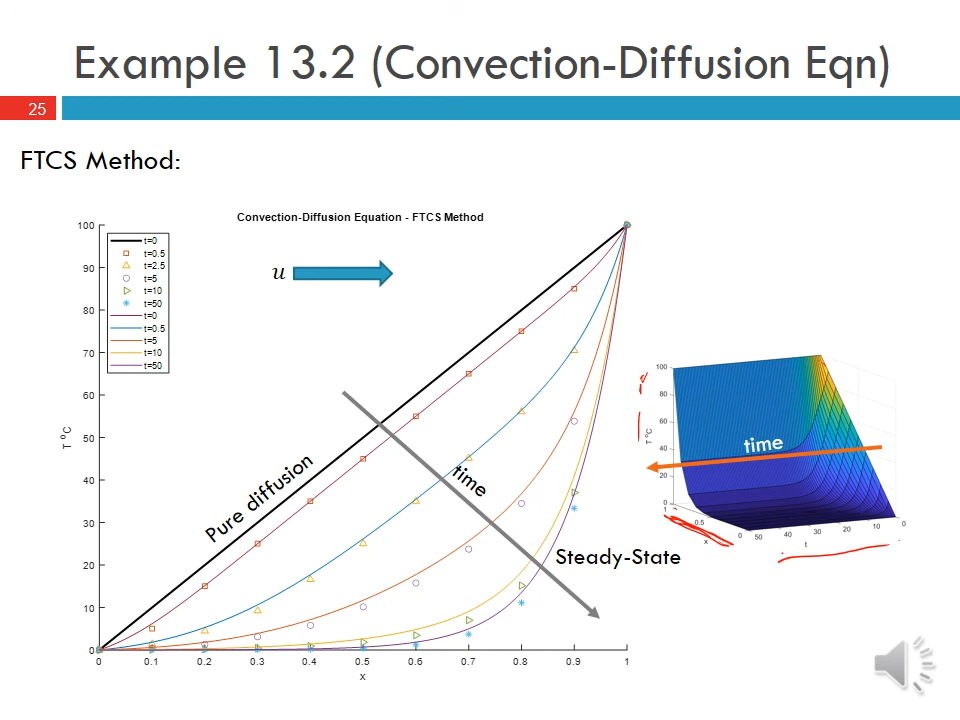 Example 13.2 (Convection-Diffusion Eqn)
25
FTCS Method:
Convection-Diffusion Equation - FTCS Method
100
90
80
70
60
50
40
30
20
10
0
T °C
t=0
t=0.5
t=2.5
t=5
t=10
t=50
t=0
t=0.5
t=5
t=10
t=50
u
Pure diffusion
time
Steady-State
0 0.1 0.2 0.3 0.4 0.5 0.6 0.7 0.8 0.9 1
x
100
80
60
40
20
0
T °C
time
1 0.5 0
x
50 40 30 20 10 0
t